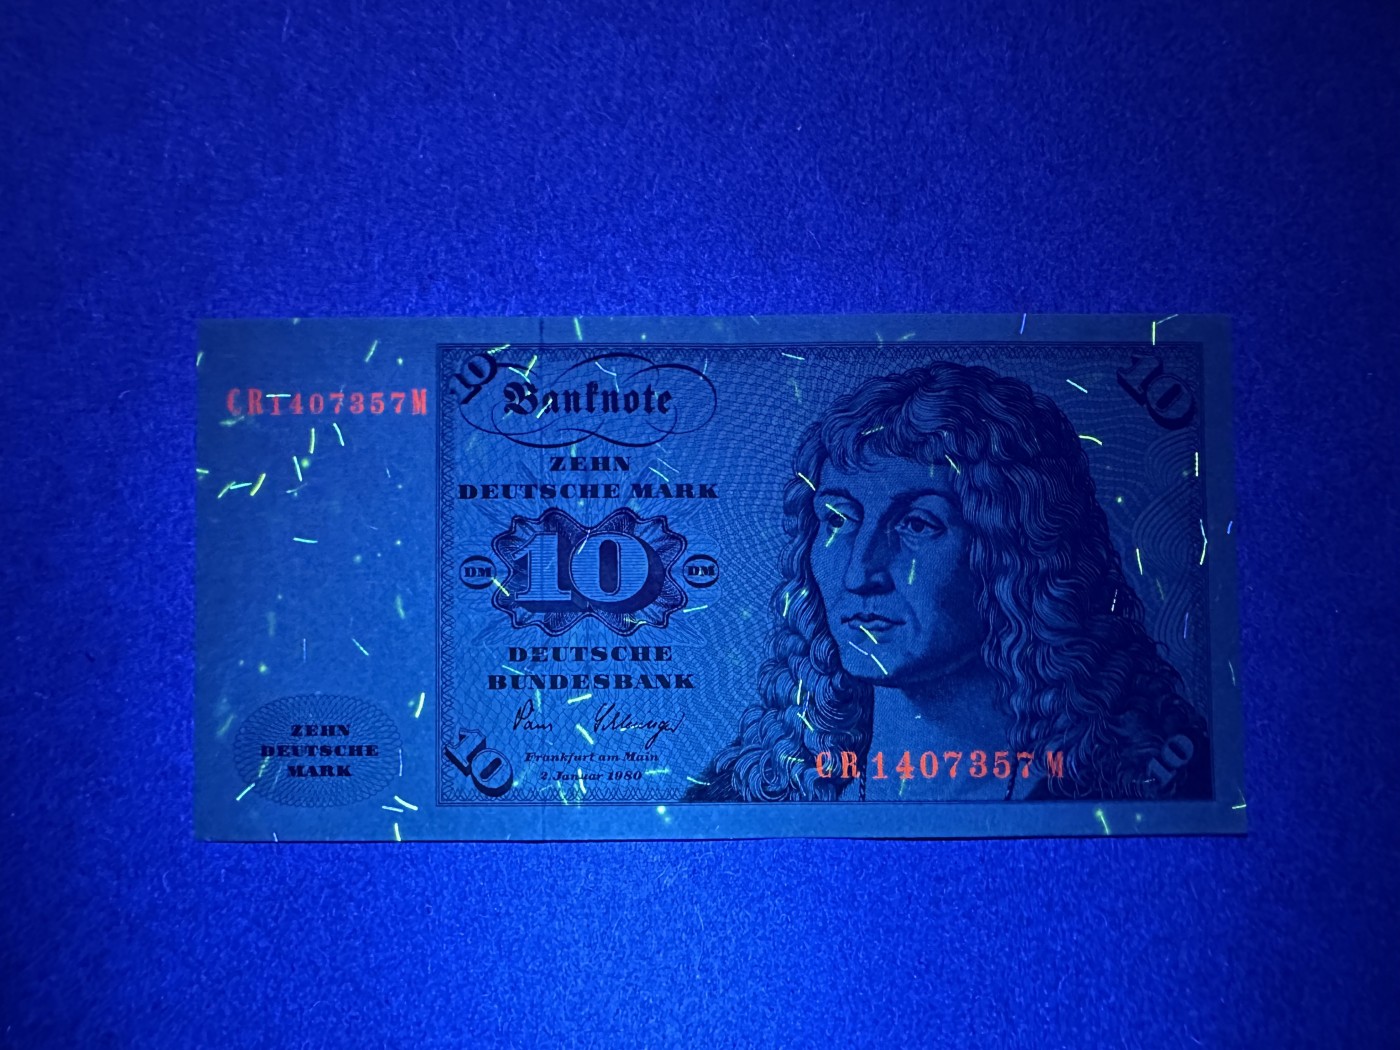 CR1407357M
10
10
Banknote
ZEHN
DEUTSCHE MARK
DM 10 DM
DEUTSCHE
BUNDESBANK
Frankfurt am Main
2. Januar 1980
10
ZEHN
DEUTSCHE
MARK
CR1407357M
10